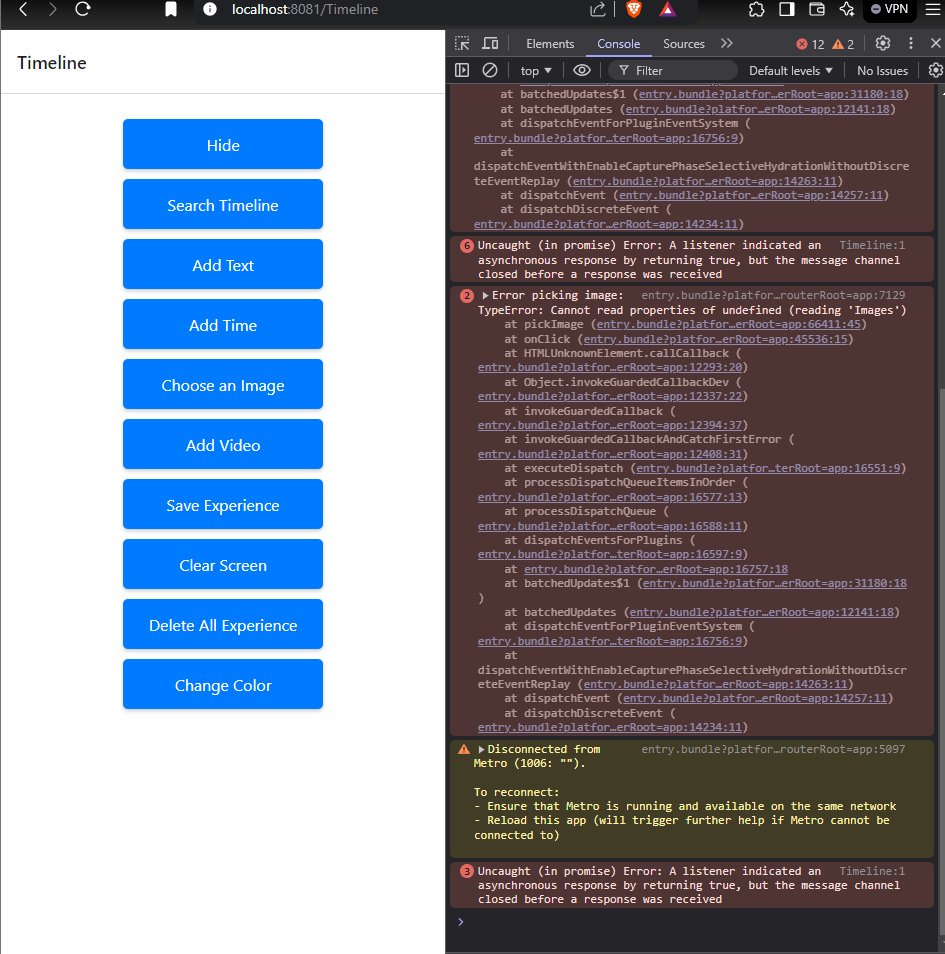 localhost:8081/Timeline
VPN
Timeline
Hide
Search Timeline
Add Text
Add Time
Choose an Image
Add Video
Save Experience
Clear Screen
Delete All Experience
Change Color
Elements Console Sources 12 2
top Filter Default levels No Issues
at batchedUpdates$1 (entry.bundle?platfor…erRoot=app:31180:18)
at batchedUpdates (entry.bundle?platfor…erRoot=app:12141:18)
at dispatchEventForPluginEventSystem (
entry.bundle?platfo…terRoot=app:16756:9)
at
dispatchEventWithEnableCapturePhaseSelectiveHydrationWithoutDiscre
teEventReplay (entry.bundle?platfor…erRoot=app:14263:11)
at dispatchEvent (entry.bundle?platfor…erRoot=app:14257:11)
at dispatchDiscreteEvent (
entry.bundle?platfor…erRoot=app:14234:11)
6 Uncaught (in promise) Error: A listener indicated an Timeline:1
asynchronous response by returning true, but the message channel
closed before a response was received
2 Error picking image: entry.bundle?platfor…routerRoot=app:7129
TypeError: Cannot read properties of undefined (reading 'Images')
at pickImage (entry.bundle?platfor…erRoot=app:66411:45)
at onClick (entry.bundle?platfor…erRoot=app:45536:15)
at HTMLUnknownElement.callCallback (
entry.bundle?platfor…erRoot=app:12293:20)
at Object.invokeGuardedCallbackDev (
entry.bundle?platfor…erRoot=app:12337:22)
at invokeGuardedCallback (
entry.bundle?platfor…erRoot=app:12394:37)
at invokeGuardedCallbackAndCatchFirstError (
entry.bundle?platfor…erRoot=app:12408:31)
at executeDispatch (entry.bundle?platfo…terRoot=app:16551:9)
at processDispatchQueueItemsInOrder (
entry.bundle?platfor…erRoot=app:16577:13)
at processDispatchQueue (
entry.bundle?platfor…erRoot=app:16588:11)
at dispatchEventsForPlugins (
entry.bundle?platfo…terRoot=app:16597:9)
at entry.bundle?platfor…erRoot=app:16757:18
at batchedUpdates$1 (entry.bundle?platfor…erRoot=app:31180:18
)
at batchedUpdates (entry.bundle?platfor…erRoot=app:12141:18)
at dispatchEventForPluginEventSystem (
entry.bundle?platfo…terRoot=app:16756:9)
at
dispatchEventWithEnableCapturePhaseSelectiveHydrationWithoutDiscr
eteEventReplay (entry.bundle?platfor…erRoot=app:14263:11)
at dispatchEvent (entry.bundle?platfor…erRoot=app:14257:11)
at dispatchDiscreteEvent (
entry.bundle?platfor…erRoot=app:14234:11)
Disconnected from entry.bundle?platfor…routerRoot=app:5097
Metro (1006: "").
To reconnect:
- Ensure that Metro is running and available on the same network
- Reload this app (will trigger further help if Metro cannot be
connected to)
3 Uncaught (in promise) Error: A listener indicated an Timeline:1
asynchronous response by returning true, but the message channel
closed before a response was received